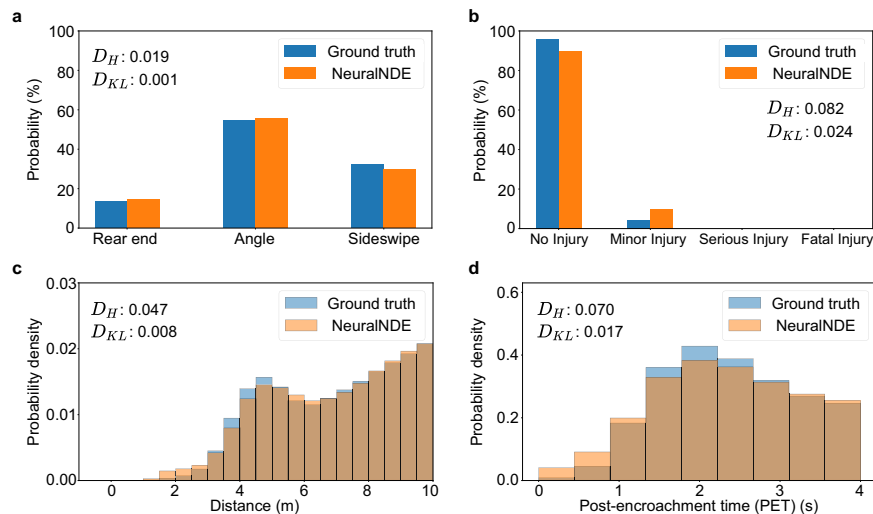 a
100
80
60
40
20
0
Probability (%)
D_H: 0.019
D_KL: 0.001
Ground truth
NeuralNDE
Rear end Angle Sideswipe
b
100
80
60
40
20
0
Probability (%)
Ground truth
NeuralNDE
D_H: 0.082
D_KL: 0.024
No Injury Minor Injury Serious Injury Fatal Injury
c
0.03
0.02
0.01
0.00
Probability density
D_H: 0.047
D_KL: 0.008
Ground truth
NeuralNDE
0 2 4 6 8 10
Distance (m)
d
0.6
0.4
0.2
0.0
Probability density
D_H: 0.070
D_KL: 0.017
Ground truth
NeuralNDE
0 1 2 3 4
Post-encroachment time (PET) (s)